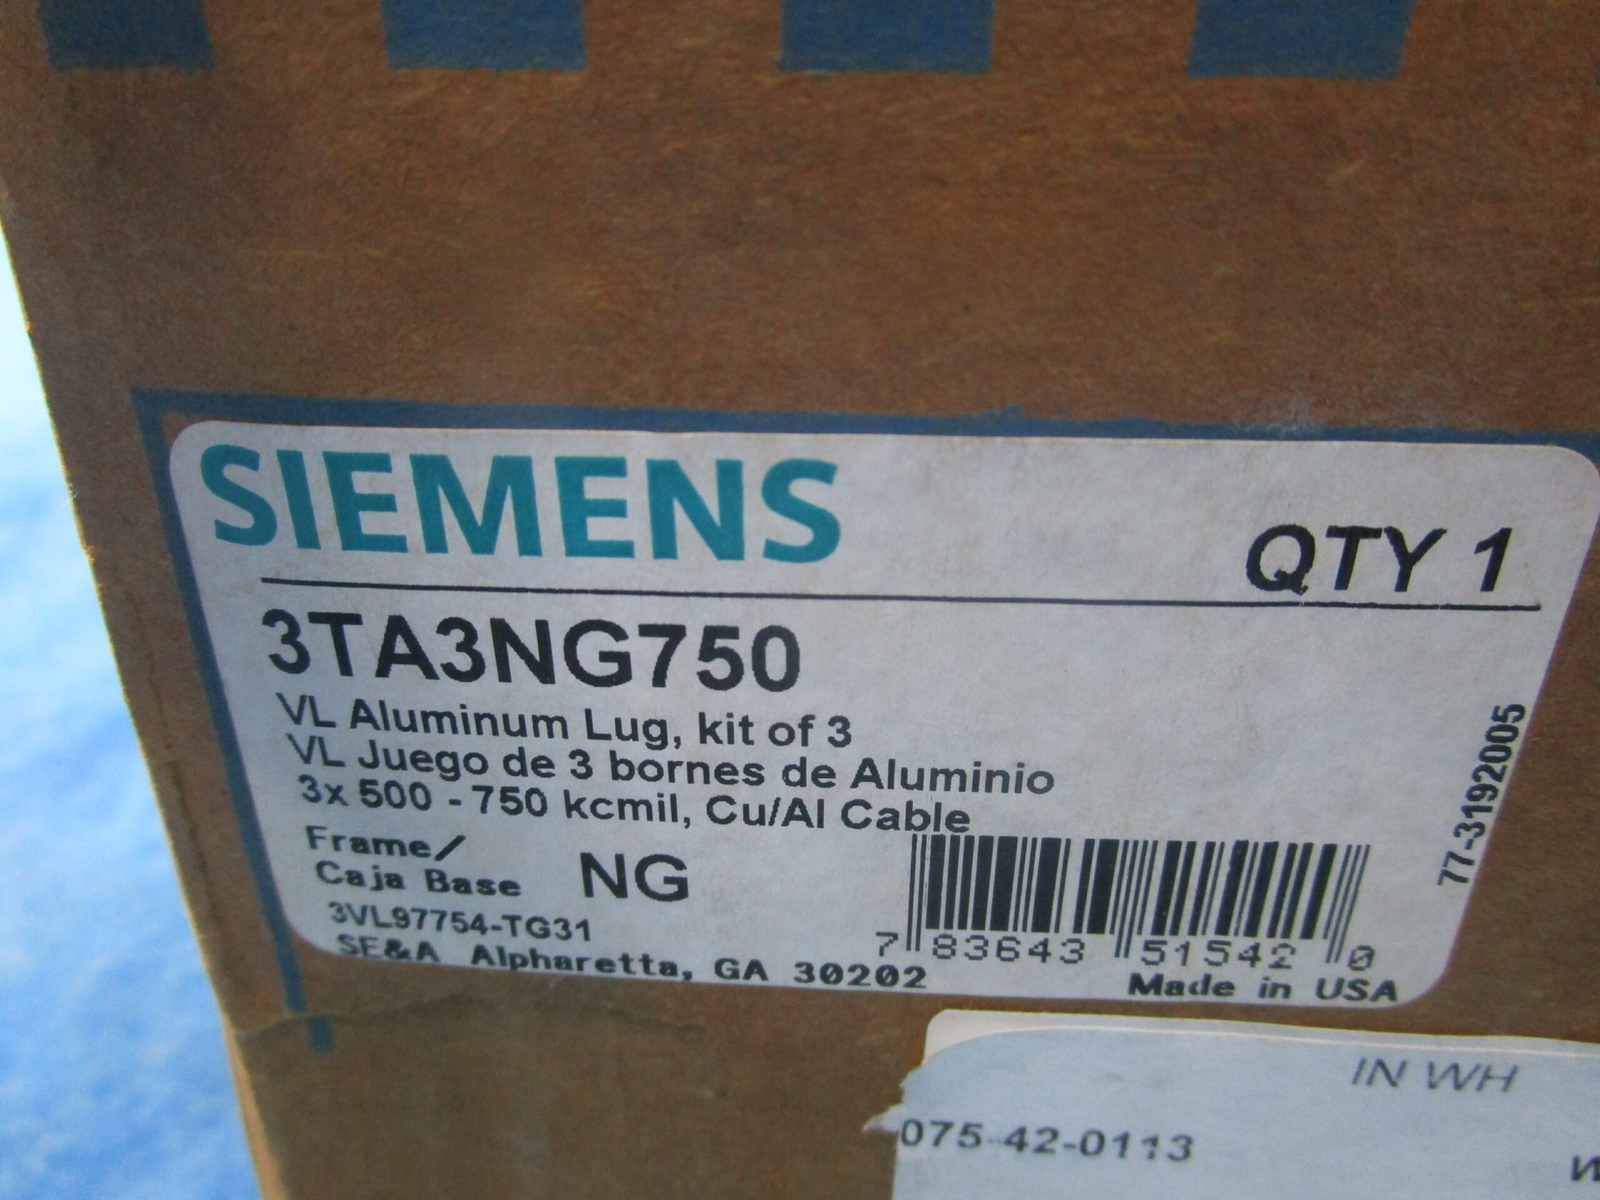 SIEMENS
QTY 1
3TA3NG750
VL Aluminum Lug, kit of 3
VL Juego de 3 bornes de Aluminio
3x 500 - 750 kcmil, Cu/Al Cable
Frame/
Caja Base NG
3VL97754-TG31
SE&A Alpharetta, GA 30202
7 83643 51542 0
Made in USA
77-3192005
IN WH
075-42-0113